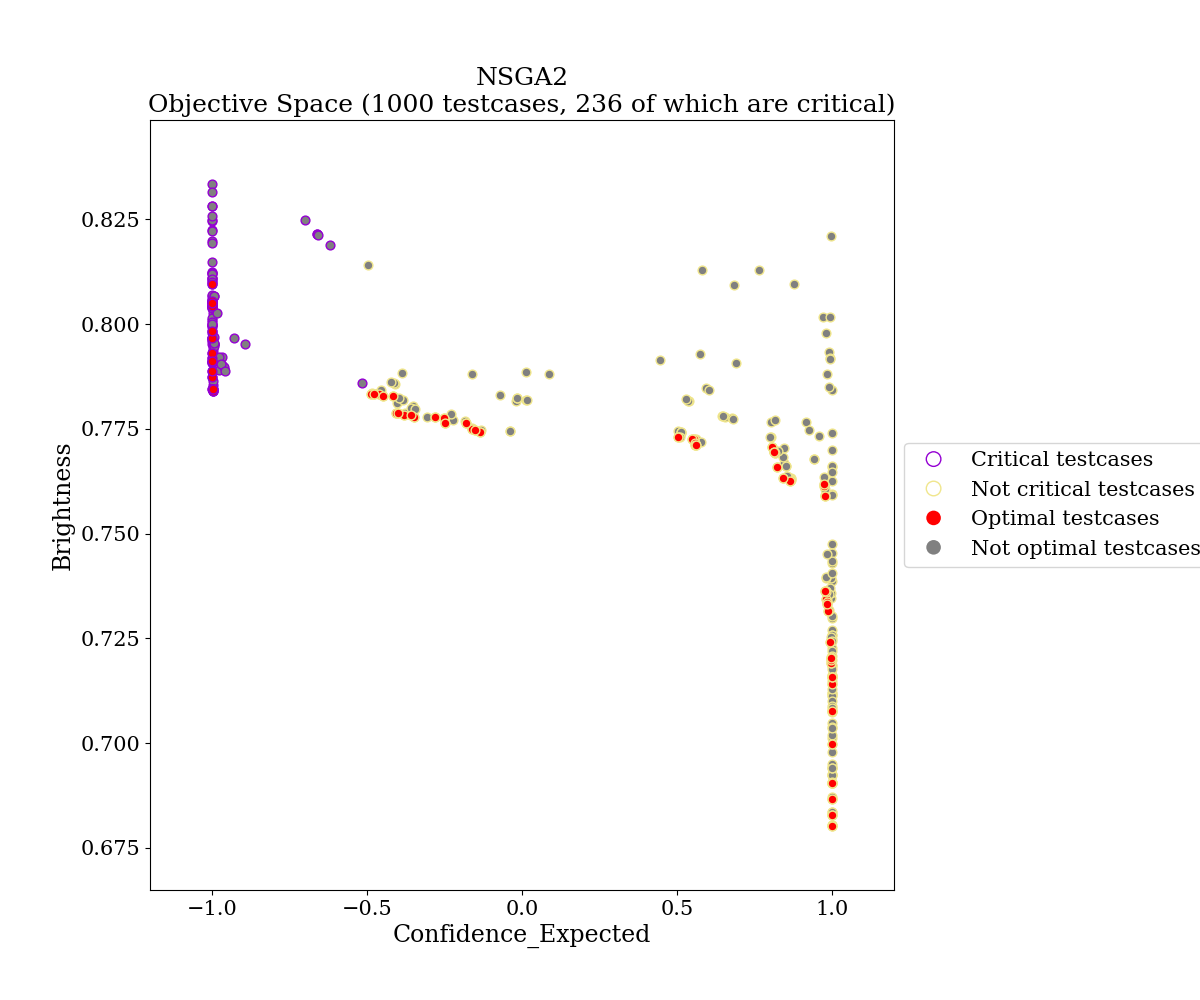 NSGA2
Objective Space (1000 testcases, 236 of which are critical)
Brightness
0.825
0.800
0.775
0.750
0.725
0.700
0.675
−1.0
−0.5
0.0
0.5
1.0
Confidence_Expected
Critical testcases
Not critical testcases
Optimal testcases
Not optimal testcases